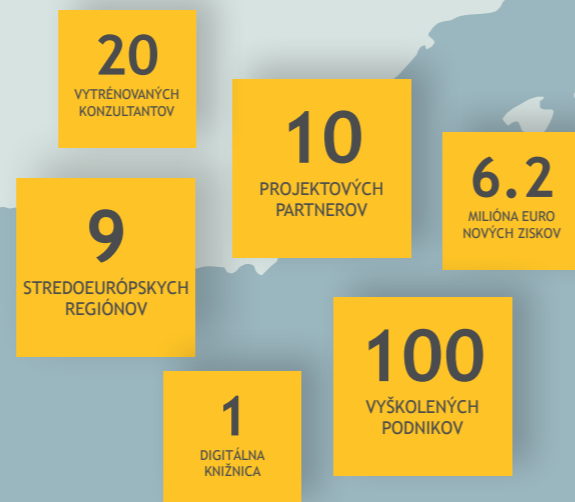 20
VYTRÉNOVANÝCH
KONZULTANTOV
10
PROJEKTOVÝCH
PARTNEROV
6.2
MILIÓNA EURO
NOVÝCH ZISKOV
9
STREDOEURÓPSKYCH
REGIÓNOV
100
VYŠKOLENÝCH
PODNIKOV
1
DIGITÁLNA
KNIŽNICA